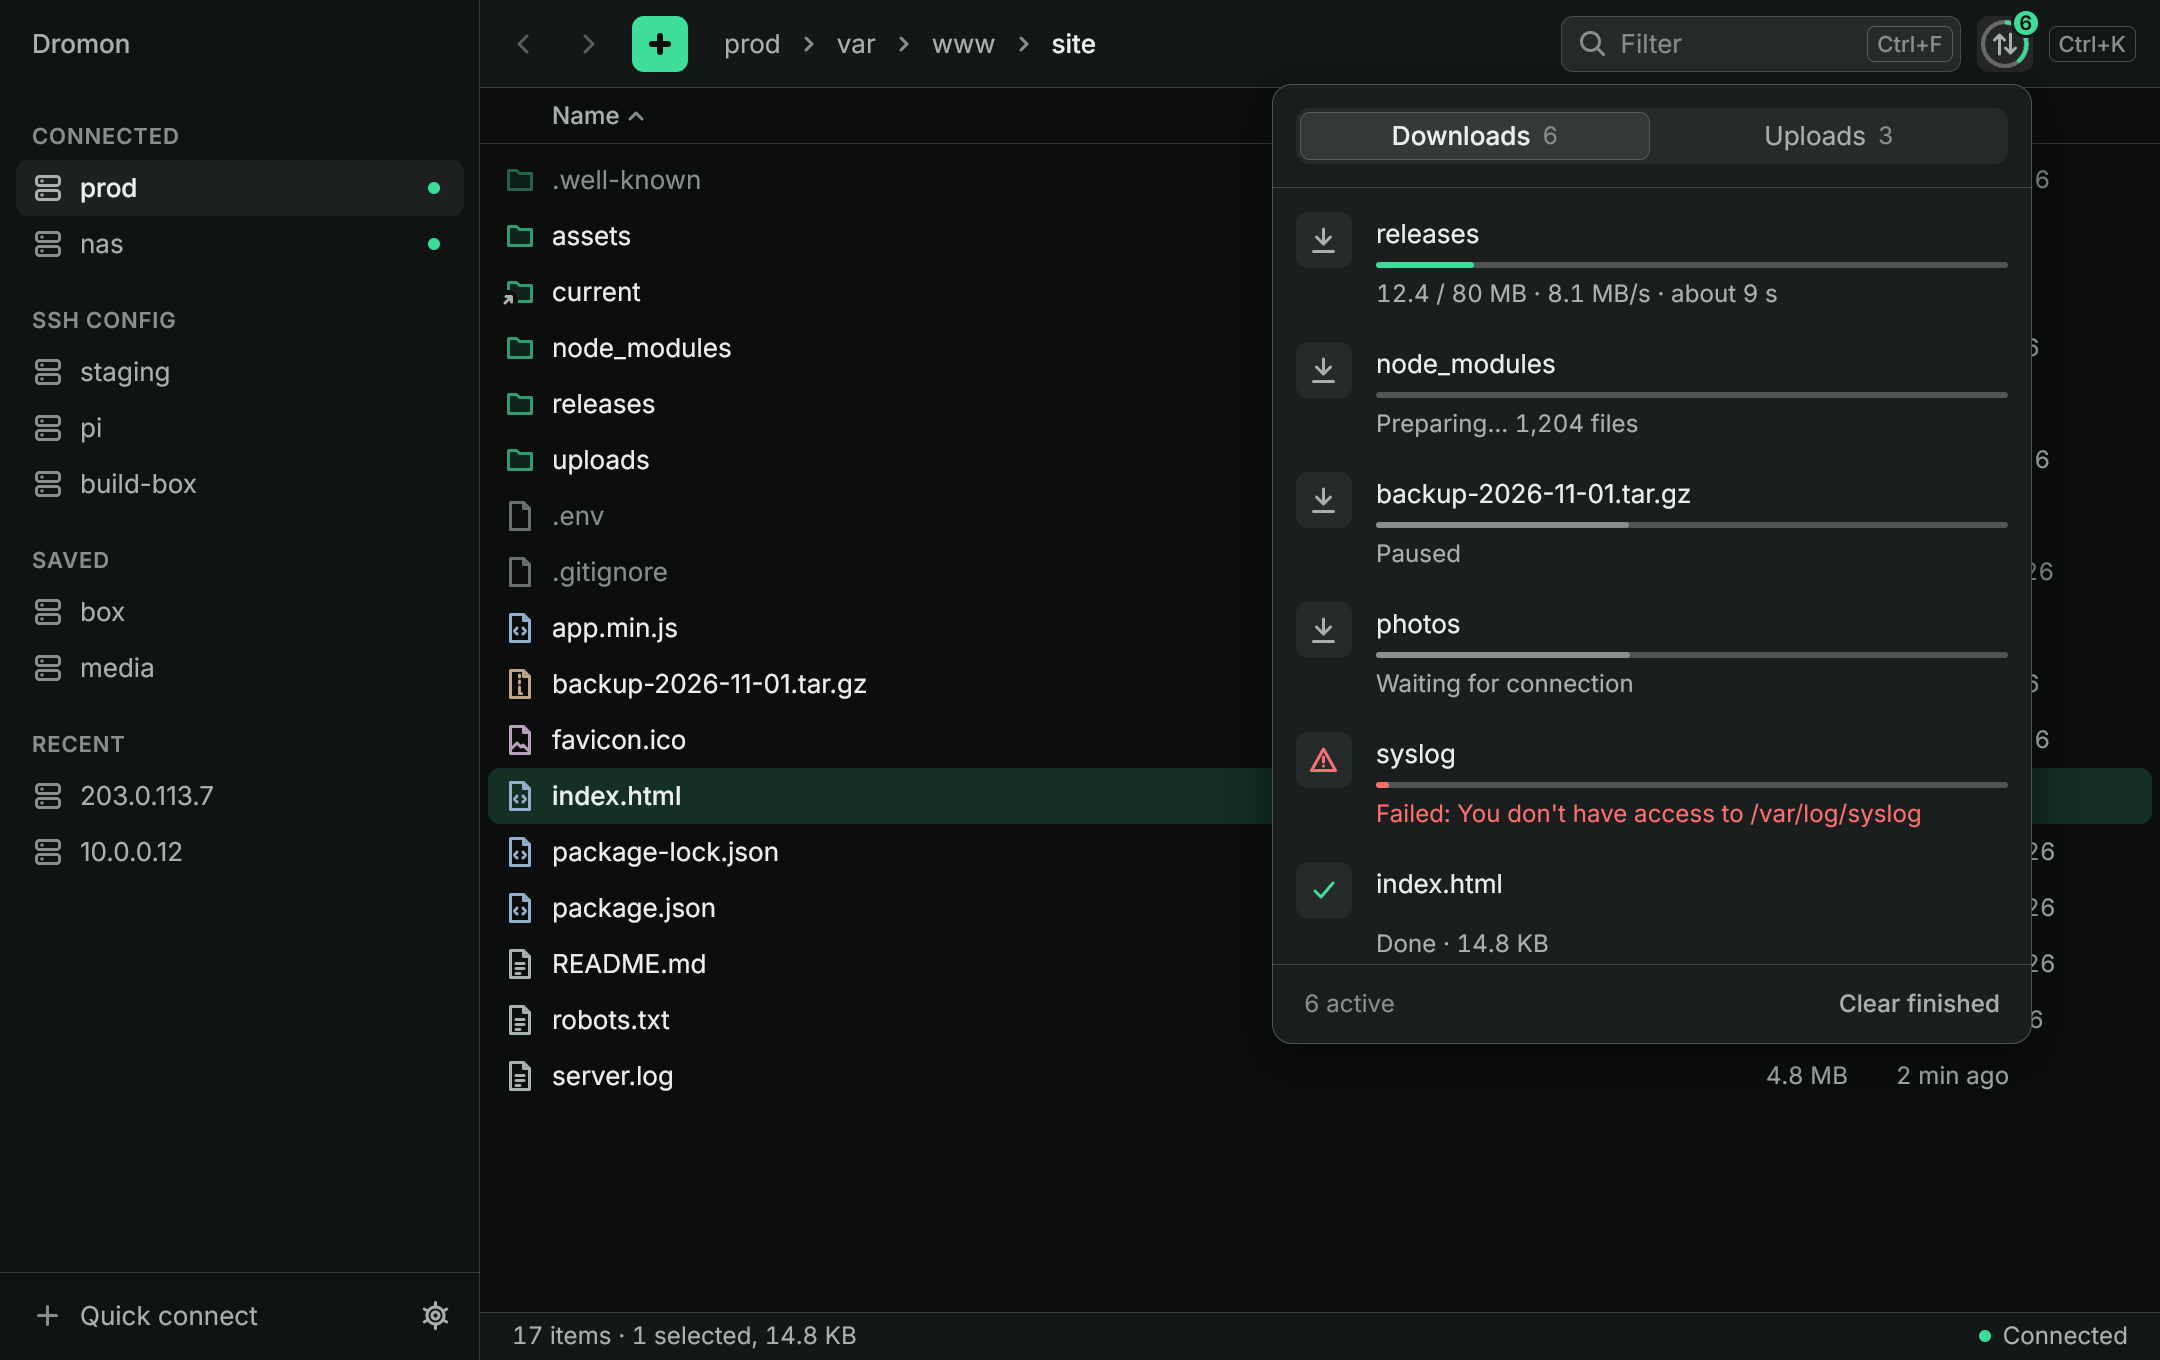 Dromon
prod > var > www > site
Filter
Ctrl+F
6
Ctrl+K
CONNECTED
prod
nas
SSH CONFIG
staging
pi
build-box
SAVED
box
media
RECENT
203.0.113.7
10.0.0.12
Quick connect
Name
.well-known
assets
current
node_modules
releases
uploads
.env
.gitignore
app.min.js
backup-2026-11-01.tar.gz
favicon.ico
index.html
package-lock.json
package.json
README.md
robots.txt
server.log 4.8 MB 2 min ago
Downloads 6
Uploads 3
releases
12.4 / 80 MB · 8.1 MB/s · about 9 s
node_modules
Preparing... 1,204 files
backup-2026-11-01.tar.gz
Paused
photos
Waiting for connection
syslog
Failed: You don't have access to /var/log/syslog
index.html
Done · 14.8 KB
6 active
Clear finished
17 items · 1 selected, 14.8 KB
Connected